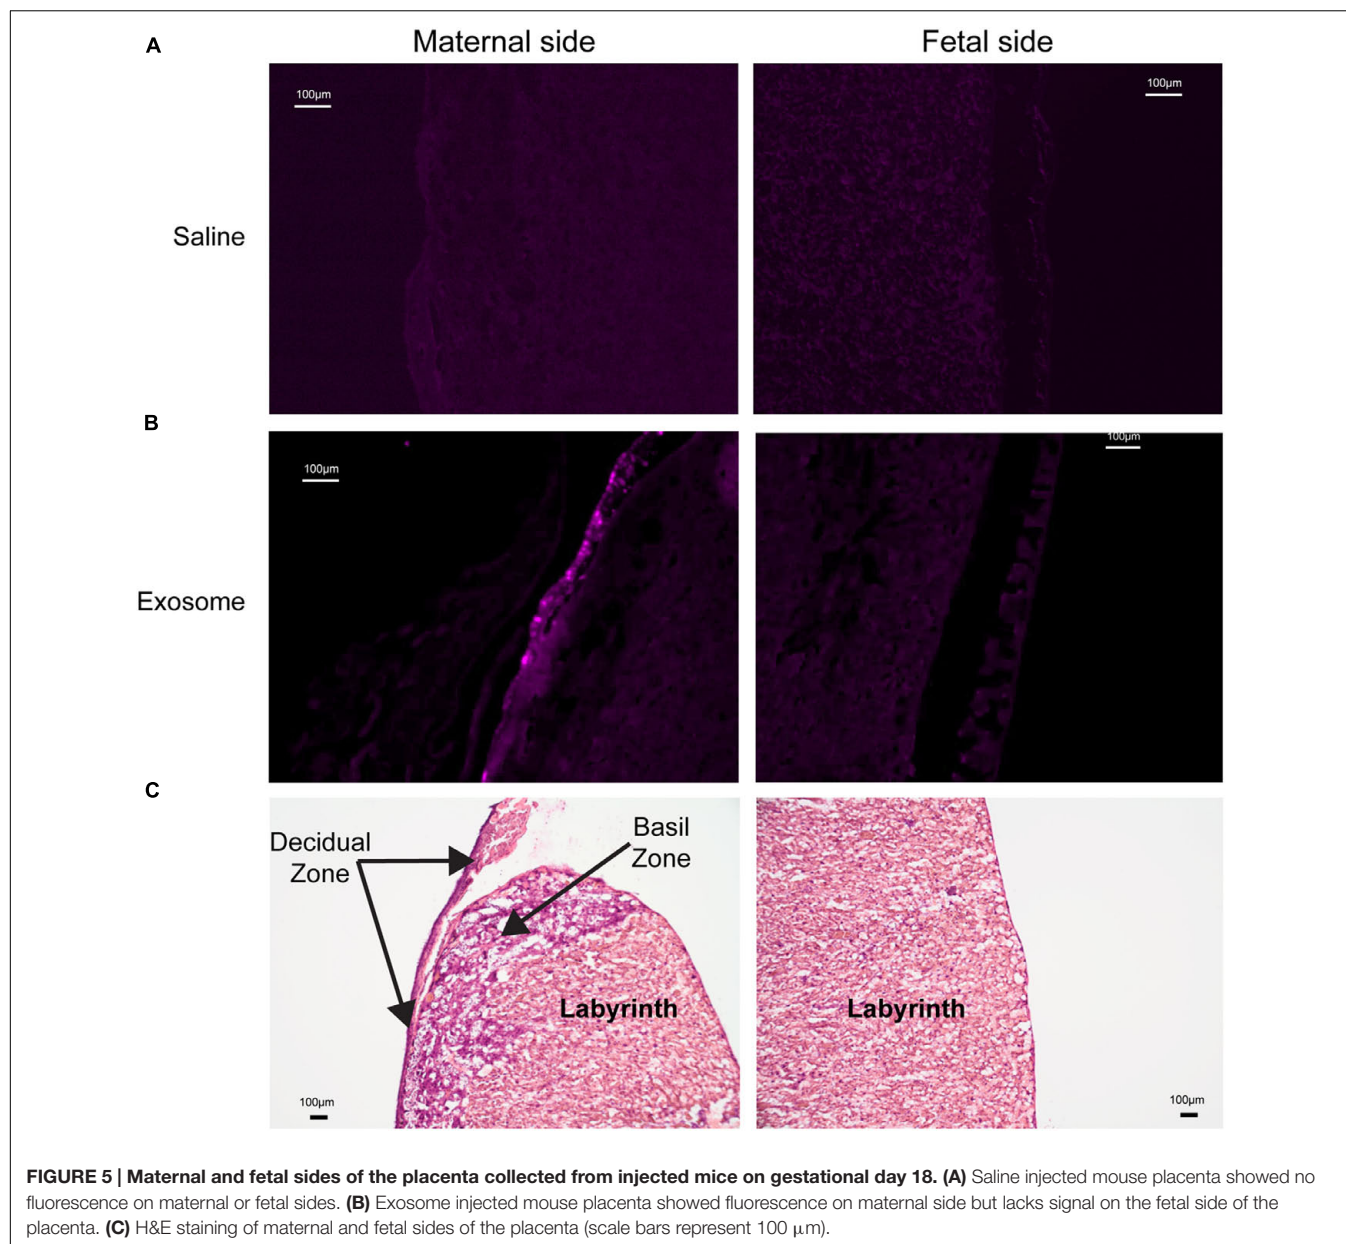 A
Maternal side
Fetal side
100µm
100µm
Saline
B
100µm
100µm
Exosome
C
Decidual
Zone
Basil
Zone
Labyrinth
Labyrinth
100µm
100µm
FIGURE 5 | Maternal and fetal sides of the placenta collected from injected mice on gestational day 18. (A) Saline injected mouse placenta showed no
fluorescence on maternal or fetal sides. (B) Exosome injected mouse placenta showed fluorescence on maternal side but lacks signal on the fetal side of the
placenta. (C) H&E staining of maternal and fetal sides of the placenta (scale bars represent 100 μm).